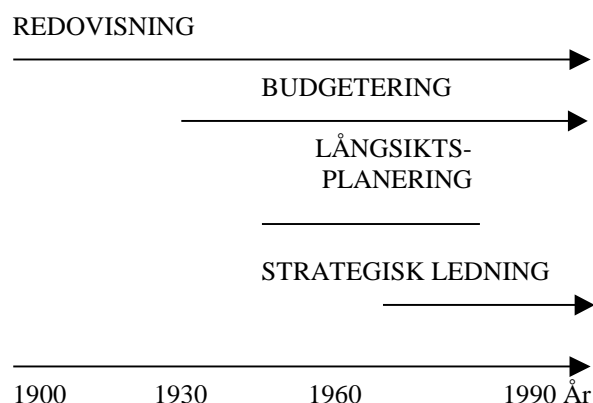 REDOVISNING
BUDGETERING
LÅNGSIKTS-
PLANERING
STRATEGISK LEDNING
1900 1930 1960 1990 År